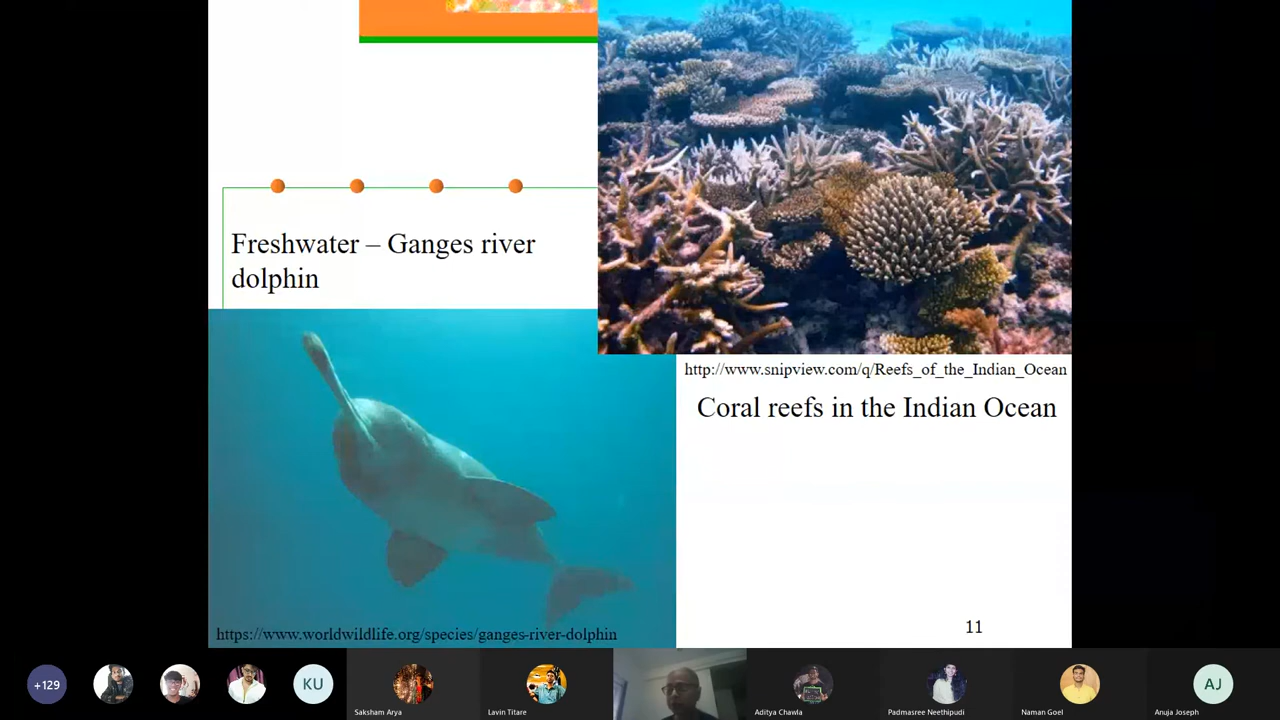 Freshwater – Ganges river
dolphin
http://www.snipview.com/q/Reefs_of_the_Indian_Ocean
Coral reefs in the Indian Ocean
https://www.worldwildlife.org/species/ganges-river-dolphin
11
+129
KU
Saksham Arya
Lavin Titare
Aditya Chawla
Padmasree Neethipudi
Naman Goel
AJ
Anuja Joseph